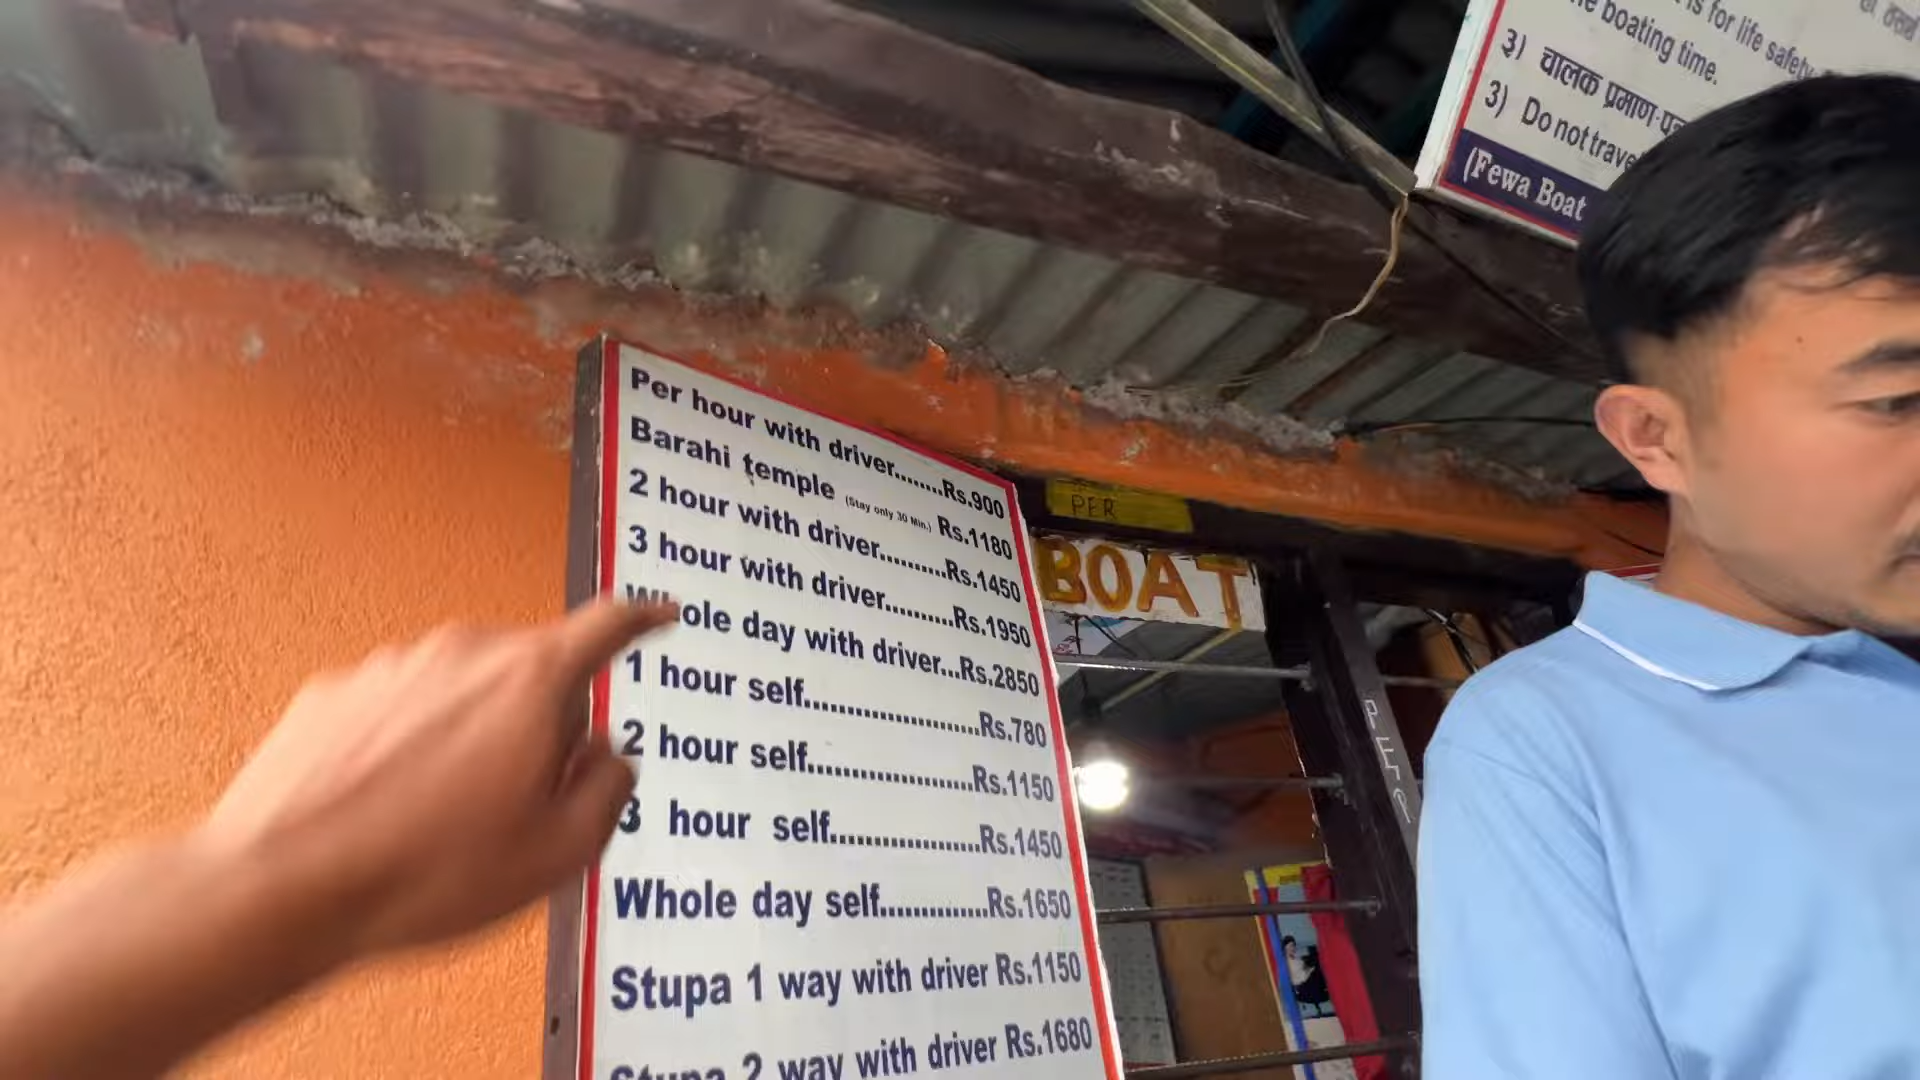 is for life safety
boating time.
३) चालक प्रमाण-पत्र
3) Do not trave
(Fewa Boat
Per hour with driver........Rs.900
Barahi temple (Stay only 30 Min.) Rs.1180
2 hour with driver..........Rs.1450
3 hour with driver..........Rs.1950
Whole day with driver...Rs.2850
1 hour self......................Rs.780
2 hour self.....................Rs.1150
3 hour self...................Rs.1450
Whole day self..............Rs.1650
Stupa 1 way with driver Rs.1150
Stupa 2 way with driver Rs.1680
PER
BOAT